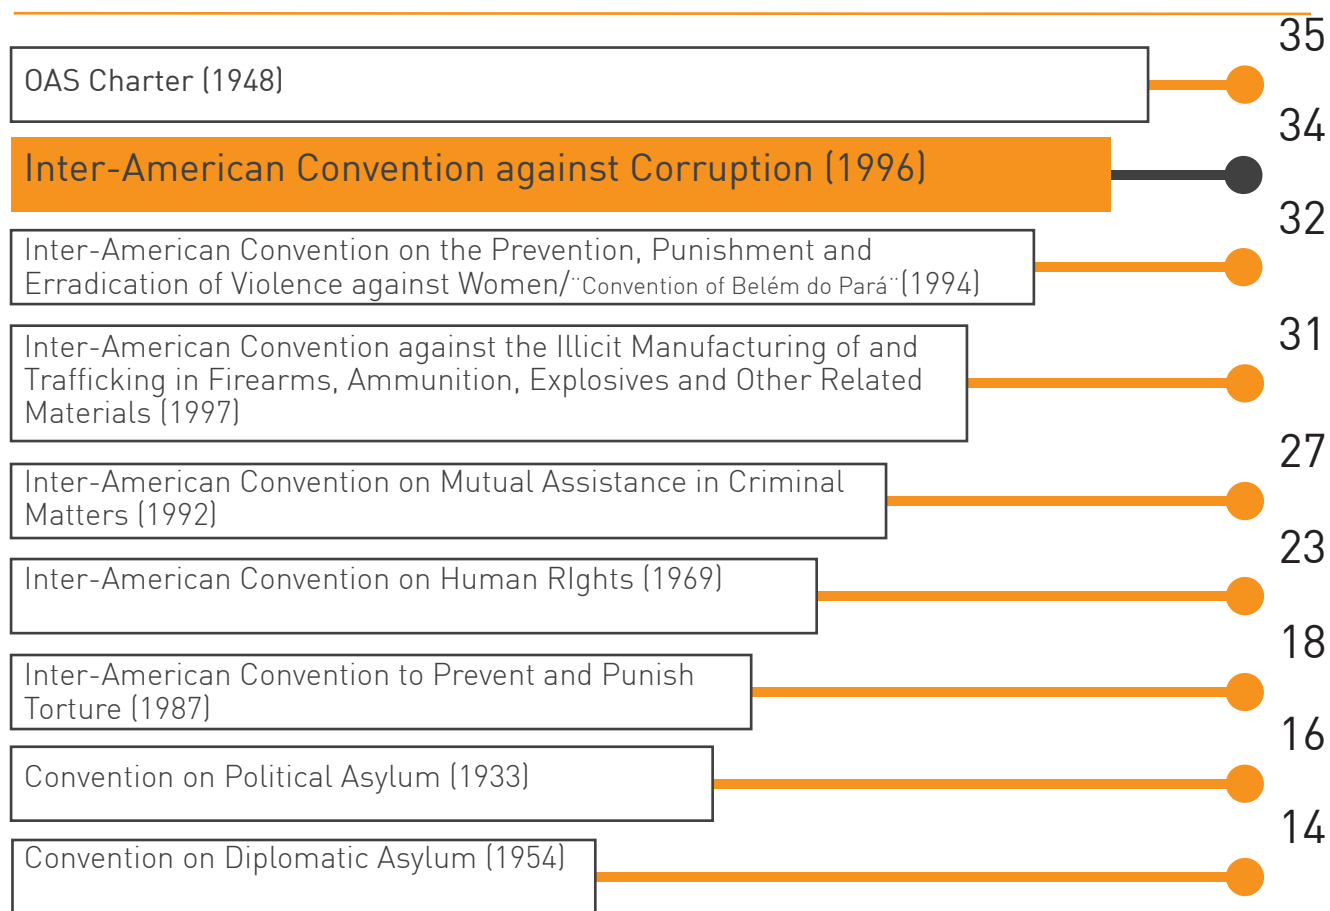 35
OAS Charter (1948)
34
Inter-American Convention against Corruption (1996)
32
Inter-American Convention on the Prevention, Punishment and
Erradication of Violence against Women/¨Convention of Belém do Pará¨(1994)
31
Inter-American Convention against the Illicit Manufacturing of and
Trafficking in Firearms, Ammunition, Explosives and Other Related
Materials (1997)
27
Inter-American Convention on Mutual Assistance in Criminal
Matters (1992)
23
Inter-American Convention on Human RIghts (1969)
18
Inter-American Convention to Prevent and Punish
Torture (1987)
16
Convention on Political Asylum (1933)
14
Convention on Diplomatic Asylum (1954)